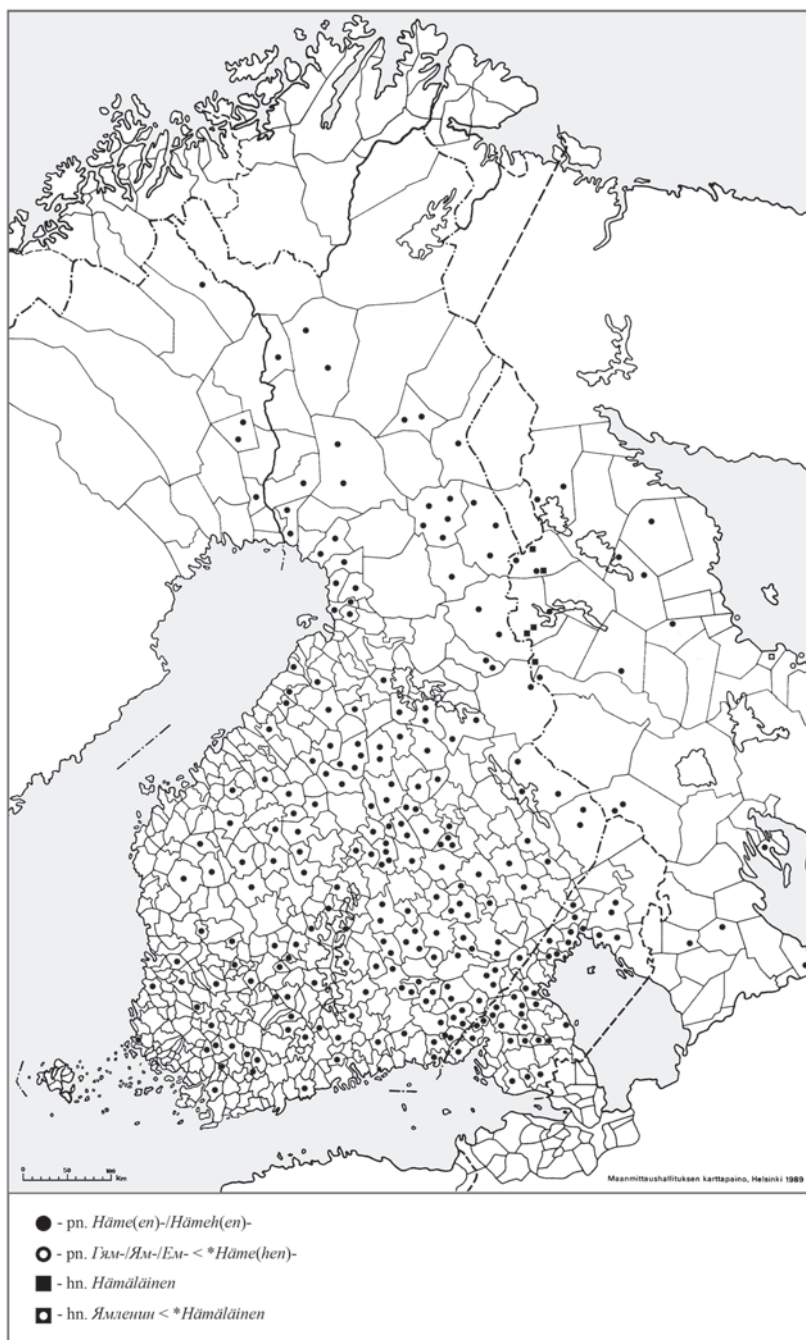 0 50 100
Km
Maanmittaushallituksen karttapaino, Helsinki 1989
- pn. Häme(en)-/Hämeh(en)-
- pn. Гям-/Ям-/Ем- < *Häme(hen)-
- hn. Hämäläinen
- hn. Ямленин < *Hämäläinen